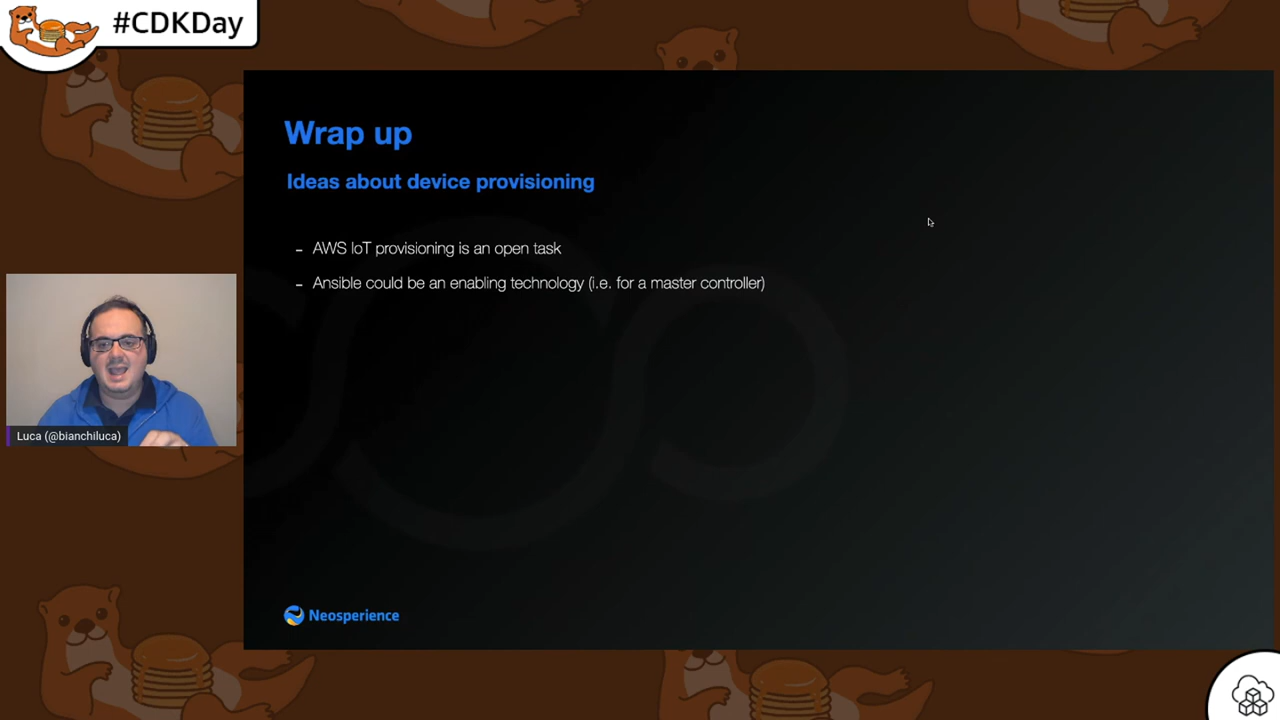 #CDKDay
Wrap up
Ideas about device provisioning
- AWS IoT provisioning is an open task
- Ansible could be an enabling technology (i.e. for a master controller)
Luca (@bianchiluca)
Neosperience